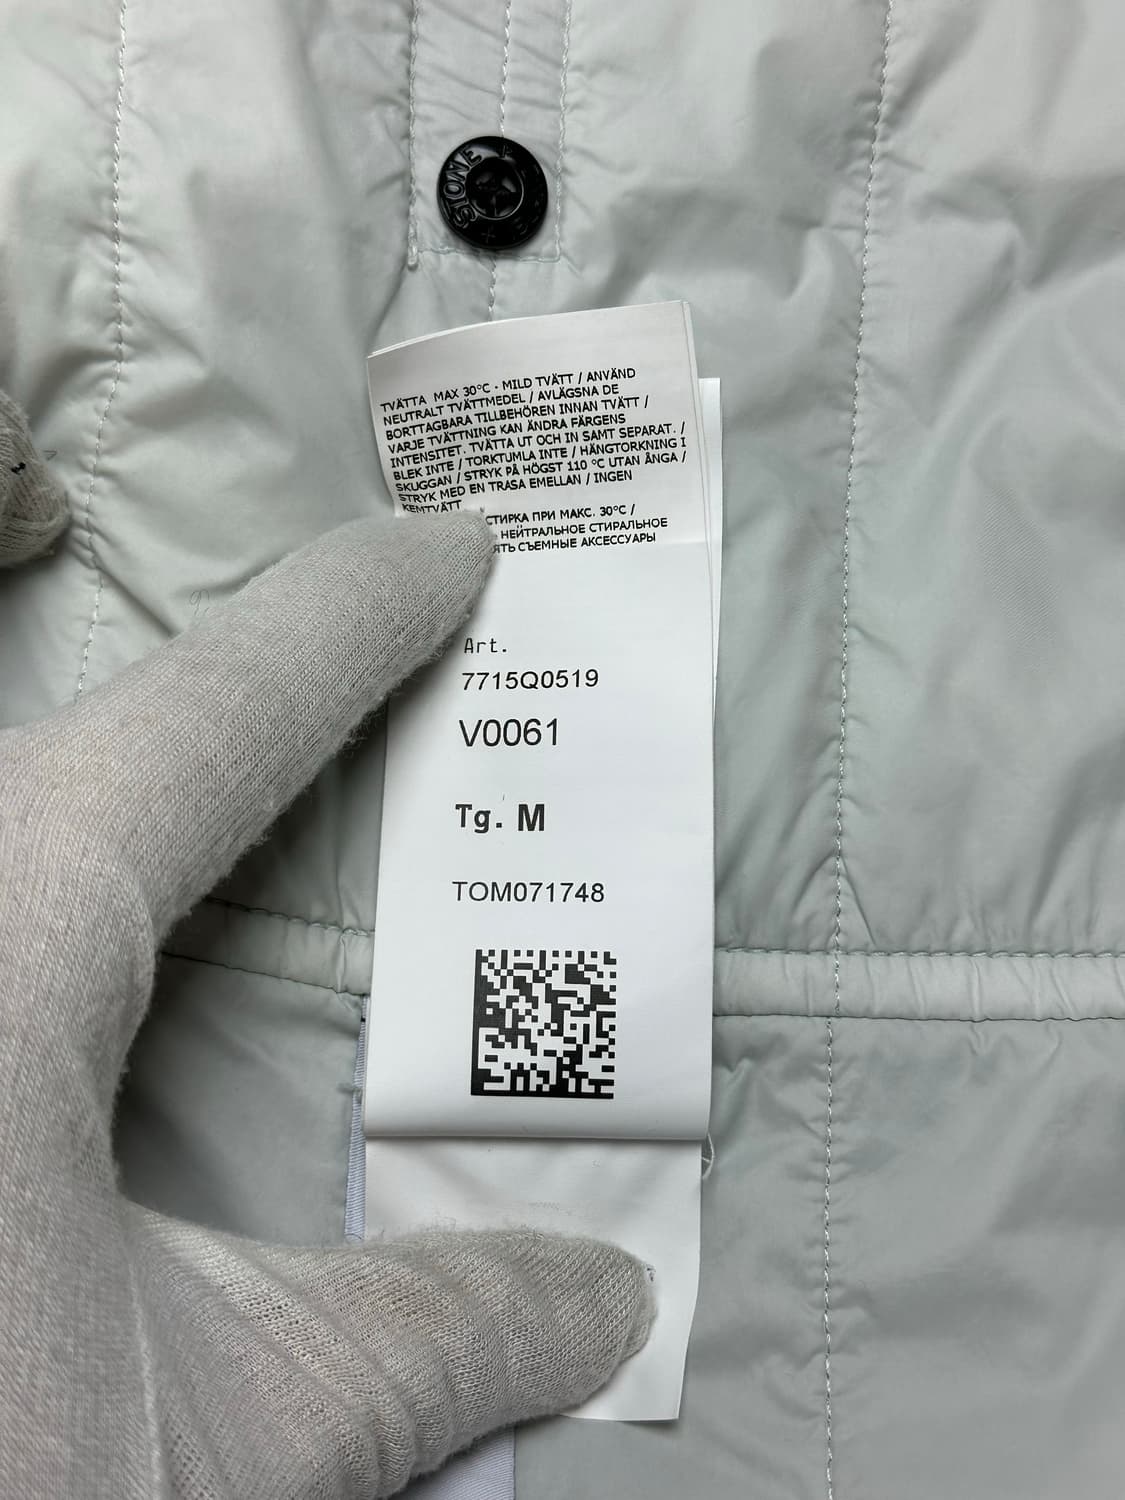 STONE
TVÄTTA MAX 30°C - MILD TVÄTT / ANVÄND
NEUTRALT TVÄTTMEDEL / AVLÄGSNA DE
BORTTAGBARA TILLBEHÖREN INNAN TVÄTT /
VARJE TVÄTTNING KAN ÄNDRA FÄRGENS
INTENSITET. TVÄTTA UT OCH IN SAMT SEPARAT. /
BLEK INTE / TORKTUMLA INTE / HÄNGTORKNING I
SKUGGAN / STRYK PÅ HÖGST 110 °C UTAN ÅNGA /
STRYK MED EN TRASA EMELLAN / INGEN
KEMTVÄTT
СТИРКА ПРИ МАКС. 30°C /
НЕЙТРАЛЬНОЕ СТИРАЛЬНОЕ
СЪЕМНЫЕ АКСЕССУАРЫ
Art.
7715Q0519
V0061
Tg. M
TOM071748